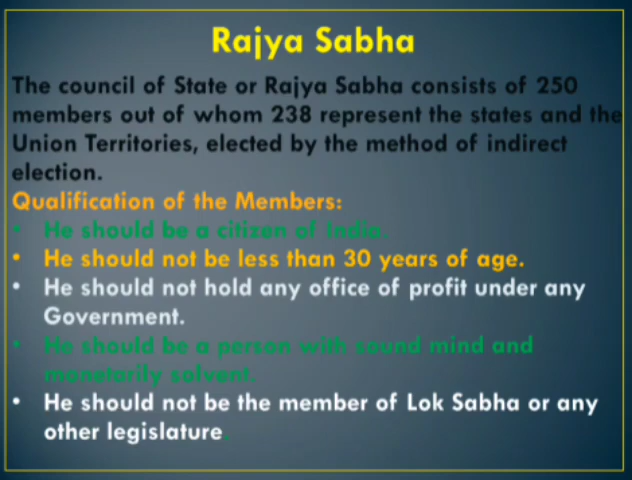 Rajya Sabha
The council of State or Rajya Sabha consists of 250
members out of whom 238 represent the states and the
Union Territories, elected by the method of indirect
election.
Qualification of the Members:
• He should be a citizen of India.
• He should not be less than 30 years of age.
• He should not hold any office of profit under any
Government.
• He should be a person with sound mind and
monetarily solvent.
• He should not be the member of Lok Sabha or any
other legislature.